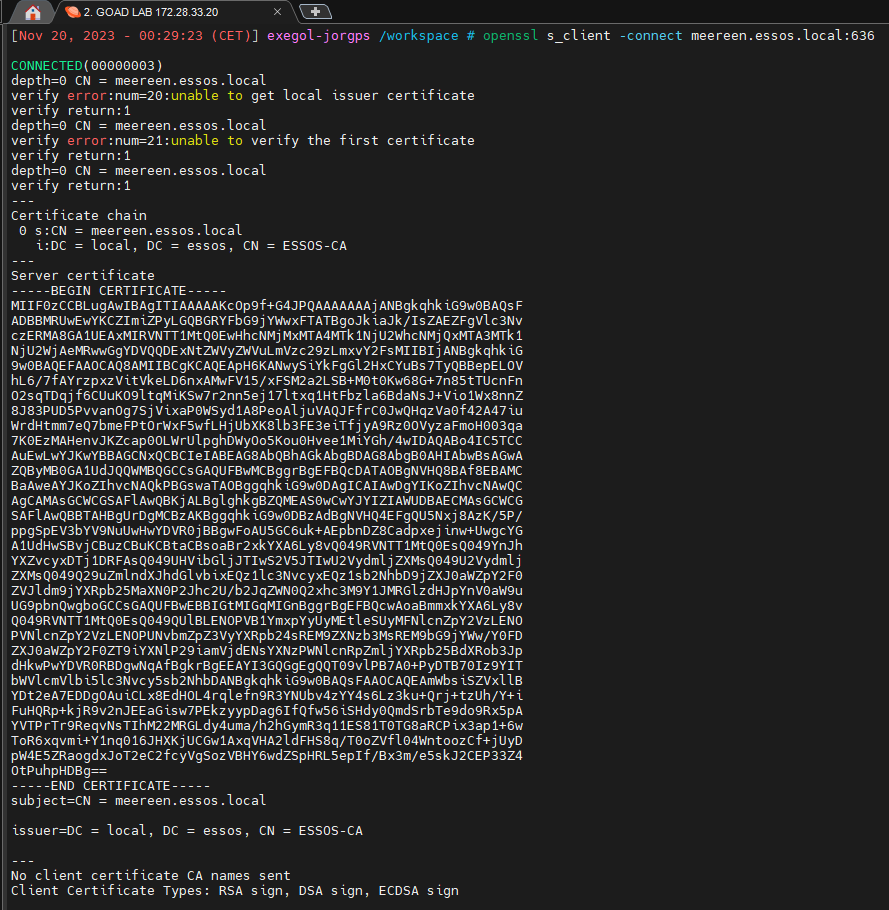 2. GOAD LAB 172.28.33.20
[Nov 20, 2023 - 00:29:23 (CET)] exegol-jorgps /workspace # openssl s_client -connect meereen.essos.local:636
CONNECTED(00000003)
depth=0 CN = meereen.essos.local
verify error:num=20:unable to get local issuer certificate
verify return:1
depth=0 CN = meereen.essos.local
verify error:num=21:unable to verify the first certificate
verify return:1
depth=0 CN = meereen.essos.local
verify return:1
---
Certificate chain
0 s:CN = meereen.essos.local
i:DC = local, DC = essos, CN = ESSOS-CA
---
Server certificate
-----BEGIN CERTIFICATE-----
MIIF0zCCBLugAwIBAgITIAAAAAKcOp9f+G4JPQAAAAAAAjANBgkqhkiG9w0BAQsF
ADBBMRUwEwYKCZImiZPyLGQBGRYFbG9jYWwxFTATBgoJkiaJk/IsZAEZFgVlc3Nv
czERMA8GA1UEAxMIRVNTT1MtQ0EwHhcNMjMxMTA4MTk1NjU2WhcNMjQxMTA3MTk1
NjU2WjAeMRwwGgYDVQQDExNtZWVyZWVuLmVzc29zLmxvY2FsMIIBIjANBgkqhkiG
9w0BAQEFAAOCAQ8AMIIBCgKCAQEApH6KANwySiYkFgGl2HxCYuBs7TyQBBepELOV
hL6/7fAYrzpxzVitVkeLD6nxAMwFV15/xFSM2a2LSB+M0t0Kw68G+7n85tTUcnFn
O2sqTDqjf6CUuKO9ltqMiKSw7r2nn5ej17ltxq1HtFbzla6BdaNsJ+Vio1Wx8nnZ
8J83PUD5PvvanOg7SjVixaP0WSyd1A8PeoAljuVAQJFfrC0JwQHqzVa0f42A47iu
WrdHtmm7eQ7bmeFPtOrWxF5wfLHjUbXK8lb3FE3eiTfjyA9Rz0OVyzaFmoH003qa
7K0EzMAHenvJKZcap0OLWrUlpghDWyOo5Kou0Hvee1MiYGh/4wIDAQABo4IC5TCC
AuEwLwYJKwYBBAGCNxQCBCIeIABEAG8AbQBhAGkAbgBDAG8AbgB0AHIAbwBsAGwA
ZQByMB0GA1UdJQQWMBQGCCsGAQUFBwMCBggrBgEFBQcDATAOBgNVHQ8BAf8EBAMC
BaAweAYJKoZIhvcNAQkPBGswaTAOBggqhkiG9w0DAgICAIAwDgYIKoZIhvcNAwQC
AgCAMAsGCWCGSAFlAwQBKjALBglghkgBZQMEAS0wCwYJYIZIAWUDBAECMAsGCWCG
SAFlAwQBBTAHBgUrDgMCBzAKBggqhkiG9w0DBzAdBgNVHQ4EFgQU5Nxj8AzK/5P/
ppgSpEV3bYV9NuUwHwYDVR0jBBgwFoAU5GC6uk+AEpbnDZ8Cadpxejinw+UwgcYG
A1UdHwSBvjCBuzCBuKCBtaCBsoaBr2xkYXA6Ly8vQ049RVNTT1MtQ0EsQ049YnJh
YXZvcyxDTj1DRFAsQ049UHVibGljJTIwS2V5JTIwU2VydmljZXMsQ049U2Vydmlj
ZXMsQ049Q29uZmlndXJhdGlvbixEQz1lc3NvcyxEQz1sb2NhbD9jZXJ0aWZpY2F0
ZVJldm9jYXRpb25MaXN0P2Jhc2U/b2JqZWN0Q2xhc3M9Y1JMRGlzdHJpYnV0aW9u
UG9pbnQwgboGCCsGAQUFBwEBBIGtMIGqMIGnBggrBgEFBQcwAoaBmmxkYXA6Ly8v
Q049RVNTT1MtQ0EsQ049QUlBLENOPVB1YmxpYyUyMEtleSUyMFNlcnZpY2VzLENO
PVNlcnZpY2VzLENOPUNvbmZpZ3VyYXRpb24sREM9ZXNzb3MsREM9bG9jYWw/Y0FD
ZXJ0aWZpY2F0ZT9iYXNlP29iamVjdENsYXNzPWNlcnRpZmljYXRpb25BdXRob3Jp
dHkwPwYDVR0RBDgwNqAfBgkrBgEEAYI3GQGgEgQQT09vlPB7A0+PyDTB70Iz9YIT
bWVlcmVlbi5lc3Nvcy5sb2NhbDANBgkqhkiG9w0BAQsFAAOCAQEAmWbsiSZVxllB
YDt2eA7EDDgOAuiCLx8EdHOL4rqlefn9R3YNUbv4zYY4s6Lz3ku+Qrj+tzUh/Y+i
FuHQRp+kjR9v2nJEEaGisw7PEkzyypDag6IfQfw56iSHdy0QmdSrbTe9do9Rx5pA
YVTPrTr9ReqvNsTIhM22MRGLdy4uma/h2hGymR3q11ES81T0TG8aRCPix3ap1+6w
ToR6xqvmi+Y1nq016JHXKjUCGw1AxqVHA2ldFHS8q/T0oZVfl04WntoozCf+jUyD
pW4E5ZRaogdxJoT2eC2fcyVgSozVBHY6wdZSpHRL5epIf/Bx3m/e5skJ2CEP33Z4
OtPuhpHDBg==
-----END CERTIFICATE-----
subject=CN = meereen.essos.local
issuer=DC = local, DC = essos, CN = ESSOS-CA
---
No client certificate CA names sent
Client Certificate Types: RSA sign, DSA sign, ECDSA sign